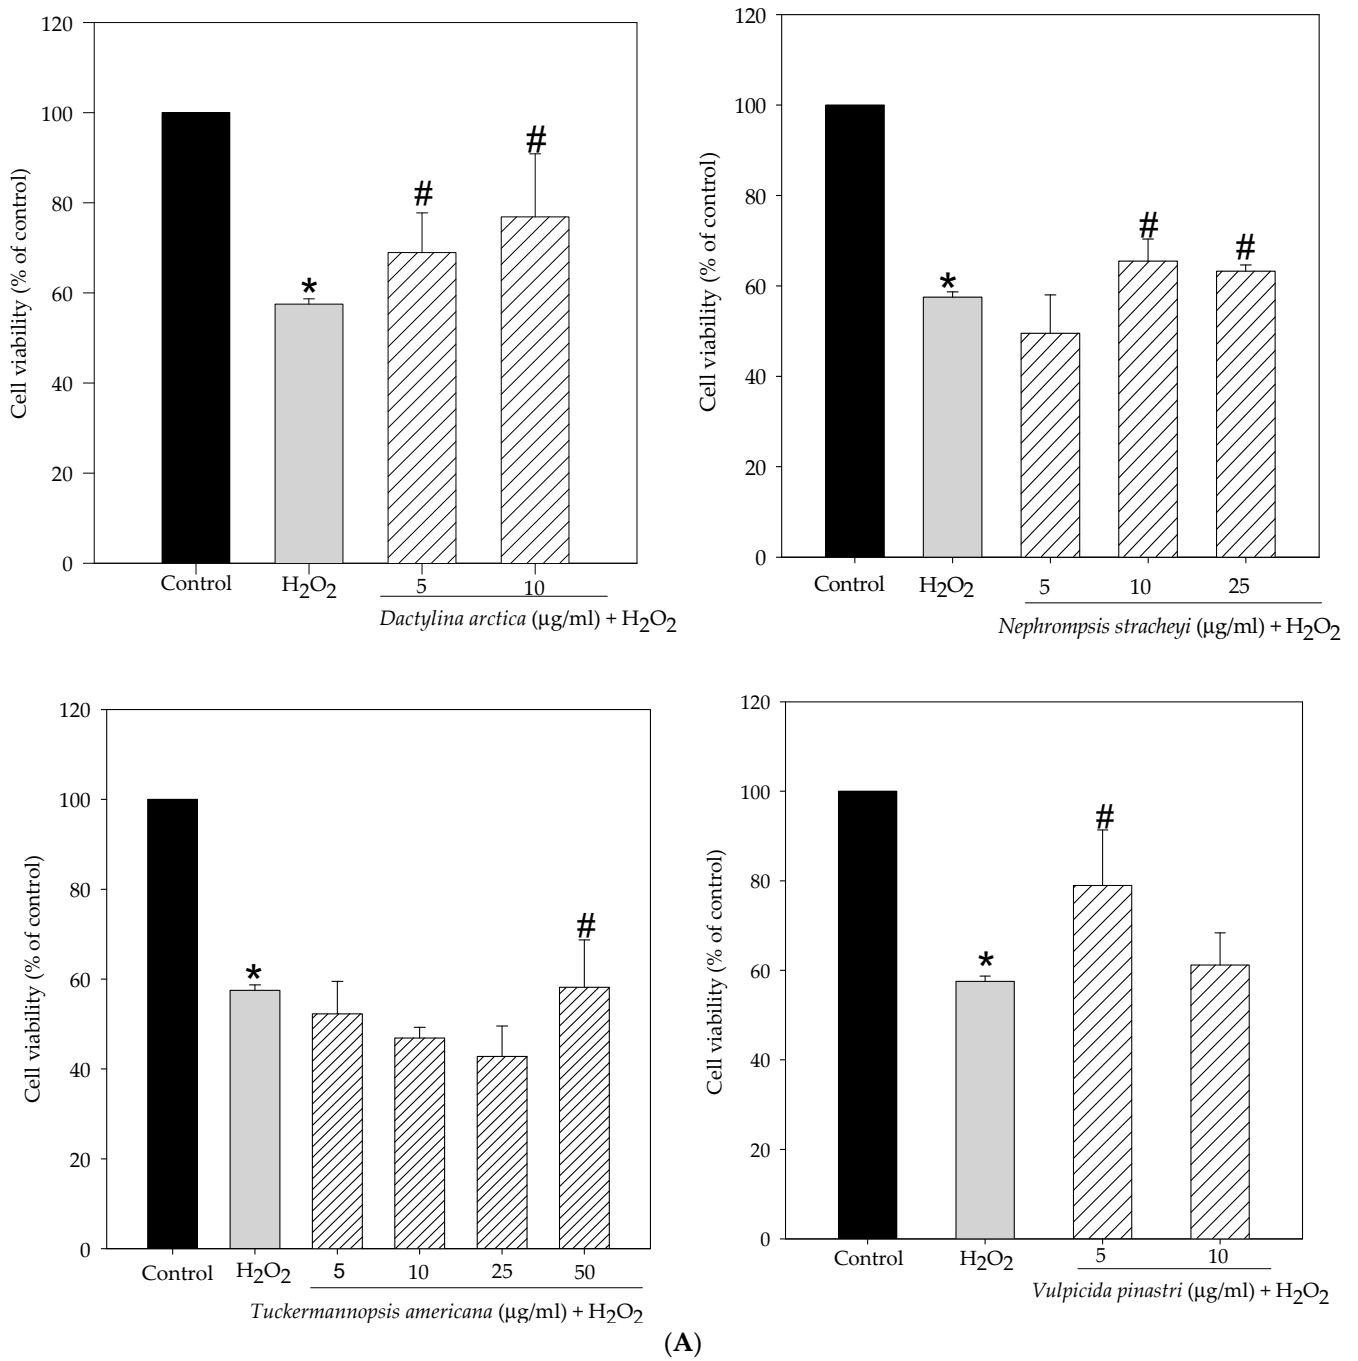 120
100
80
60
40
20
0
Cell viability (% of control)
*
#
#
Control
H2O2
5
10
Dactylina arctica (μg/ml) + H2O2
120
100
80
60
40
20
0
Cell viability (% of control)
*
#
#
Control
H2O2
5
10
25
Nephrompsis stracheyi (μg/ml) + H2O2
120
100
80
60
40
20
0
Cell viability (% of control)
*
#
Control
H2O2
5
10
25
50
Tuckermannopsis americana (μg/ml) + H2O2
120
100
80
60
40
20
0
Cell viability (% of control)
*
#
Control
H2O2
5
10
Vulpicida pinastri (μg/ml) + H2O2
(A)